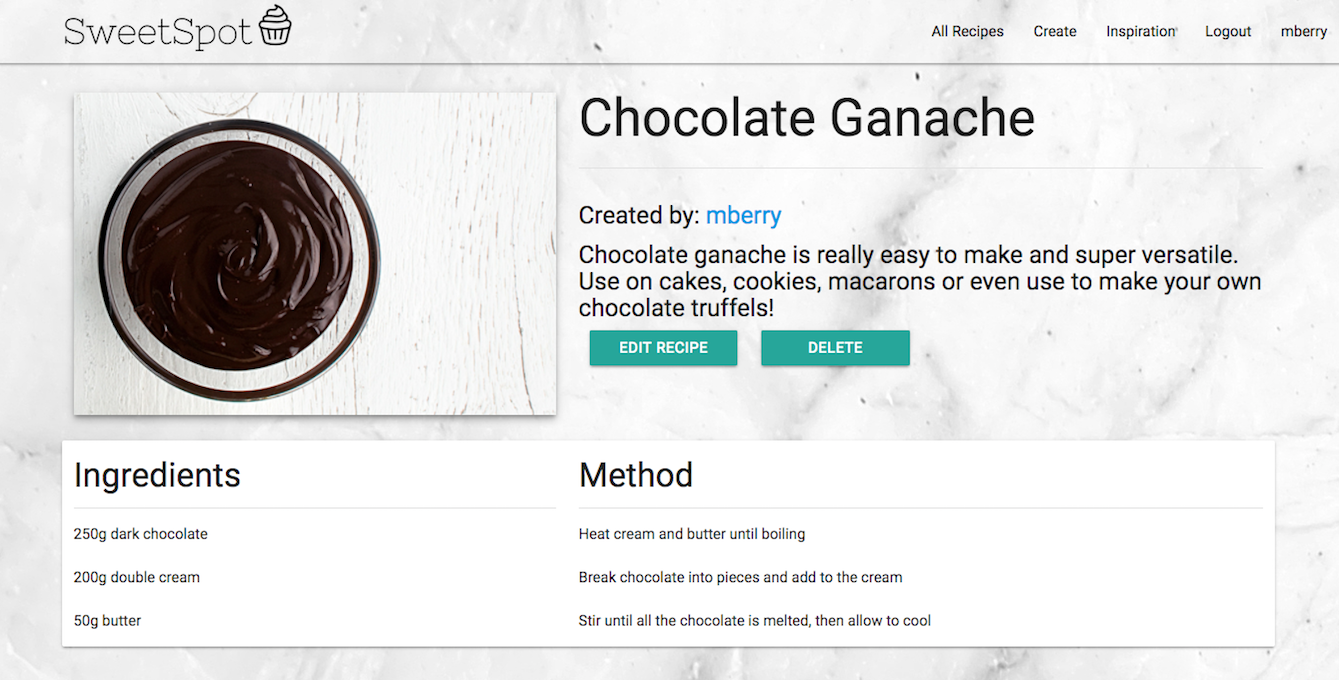 SweetSpot
All Recipes
Create
Inspiration
Logout
mberry
Chocolate Ganache
Created by: mberry
Chocolate ganache is really easy to make and super versatile.
Use on cakes, cookies, macarons or even use to make your own
chocolate truffels!
EDIT RECIPE
DELETE
Ingredients
250g dark chocolate
200g double cream
50g butter
Method
Heat cream and butter until boiling
Break chocolate into pieces and add to the cream
Stir until all the chocolate is melted, then allow to cool